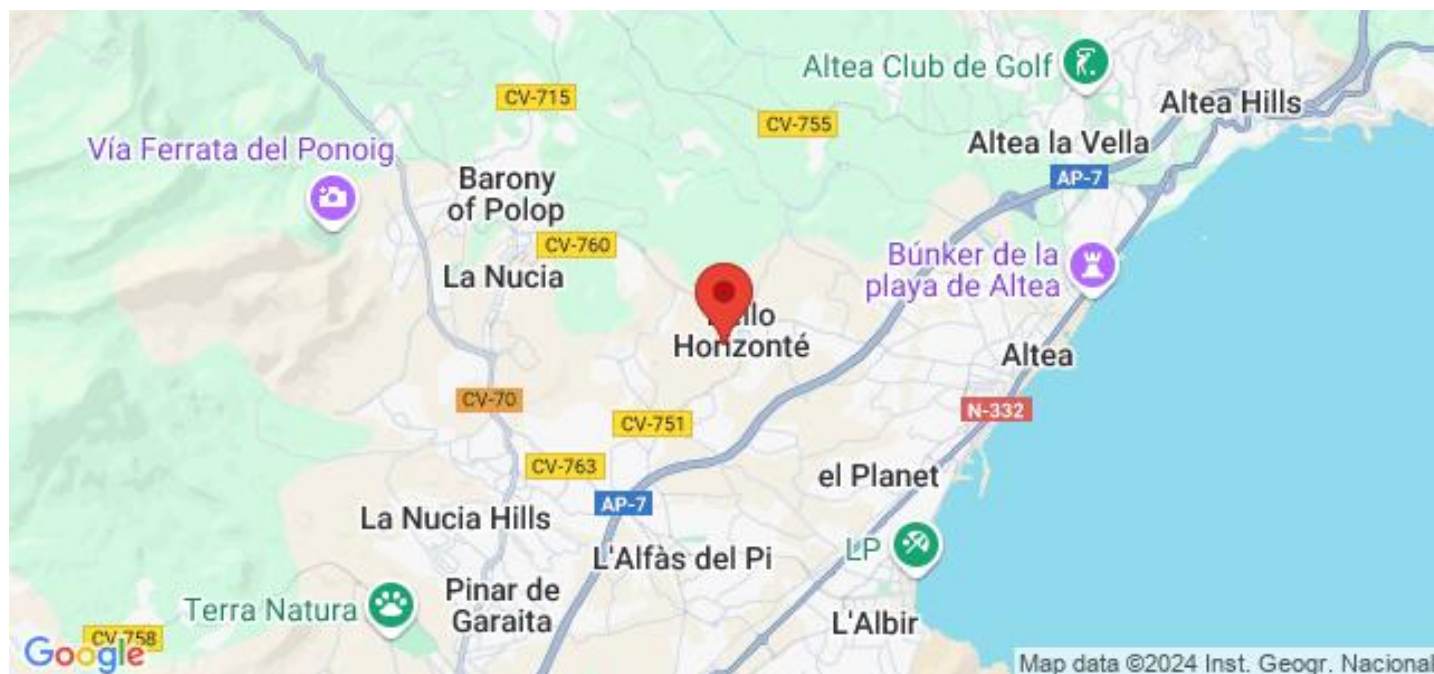 Altea Club de Golf
CV-715
Altea Hills
CV-755
Altea la Vella
Vía Ferrata del Ponoig
AP-7
Barony
of Polop
CV-760
Búnker de la
playa de Altea
La Nucia
Horizonté
Altea
CV-70
N-332
CV-751
CV-763
el Planet
AP-7
La Nucia Hills
L'Alfàs del Pi
LP
Pinar de
Garaita
Terra Natura
L'Albir
CV-758
Google
Map data ©2024 Inst. Geogr. Nacional